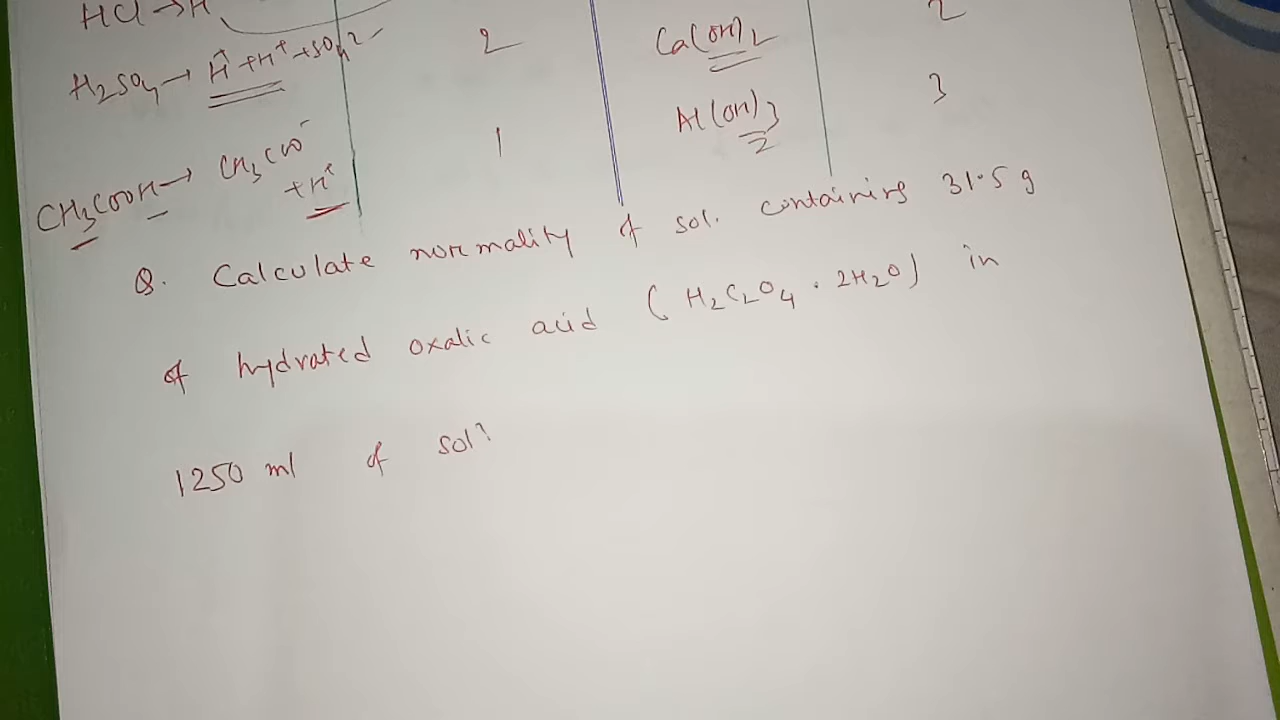 HCl → H
H2SO4 → H+ + H+ + SO4 2- 2 Ca(OH)2 2
CH3COOH → CH3COO- + H+ 1 Al(OH)3 3
Q. Calculate normality of sol. containing 31.5 g
of hydrated oxalic acid (H2C2O4 . 2H2O) in
1250 ml of sol?